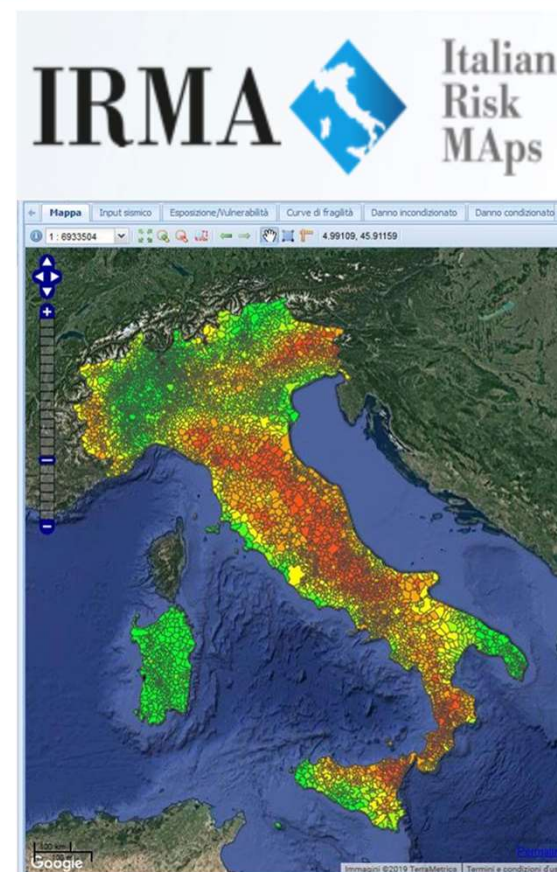 IRMA
Italian
Risk
MAps
Mappa Input sismico Esposizione/Vulnerabilità Curve di fragilità Danno incondizionato Danno condizionato
1 : 6933504 4.99109, 45.91159
100 km
Google
Immagini ©2019 TerraMetrics Termini e condizioni d'us